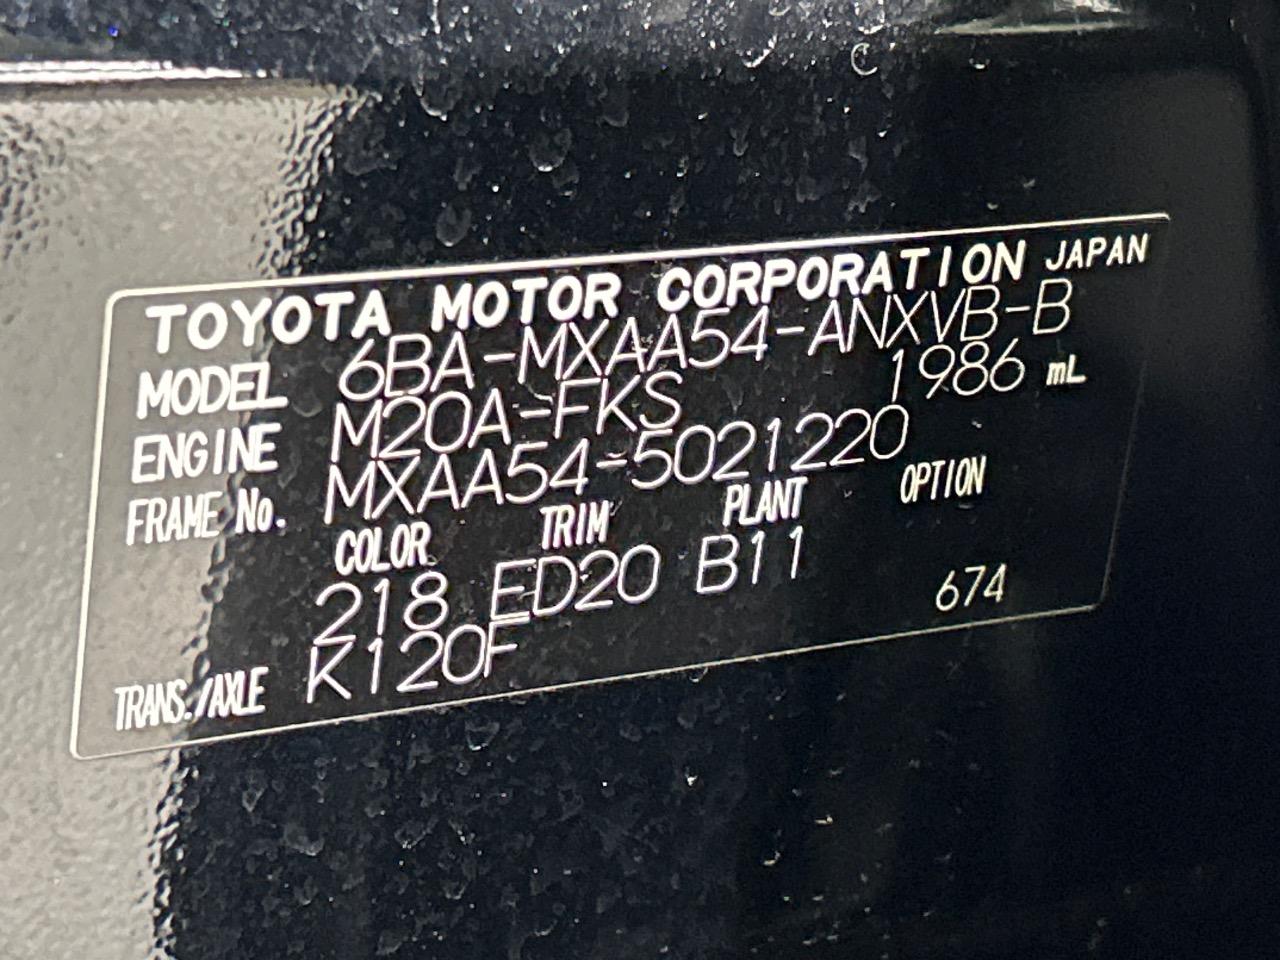 TOYOTA MOTOR CORPORATION JAPAN
MODEL 6BA-MXAA54-ANXVB-B
ENGINE M20A-FKS 1986 mL
FRAME No. MXAA54-5021220
COLOR TRIM PLANT OPTION
218 ED20 B11 674
TRANS./AXLE K120F